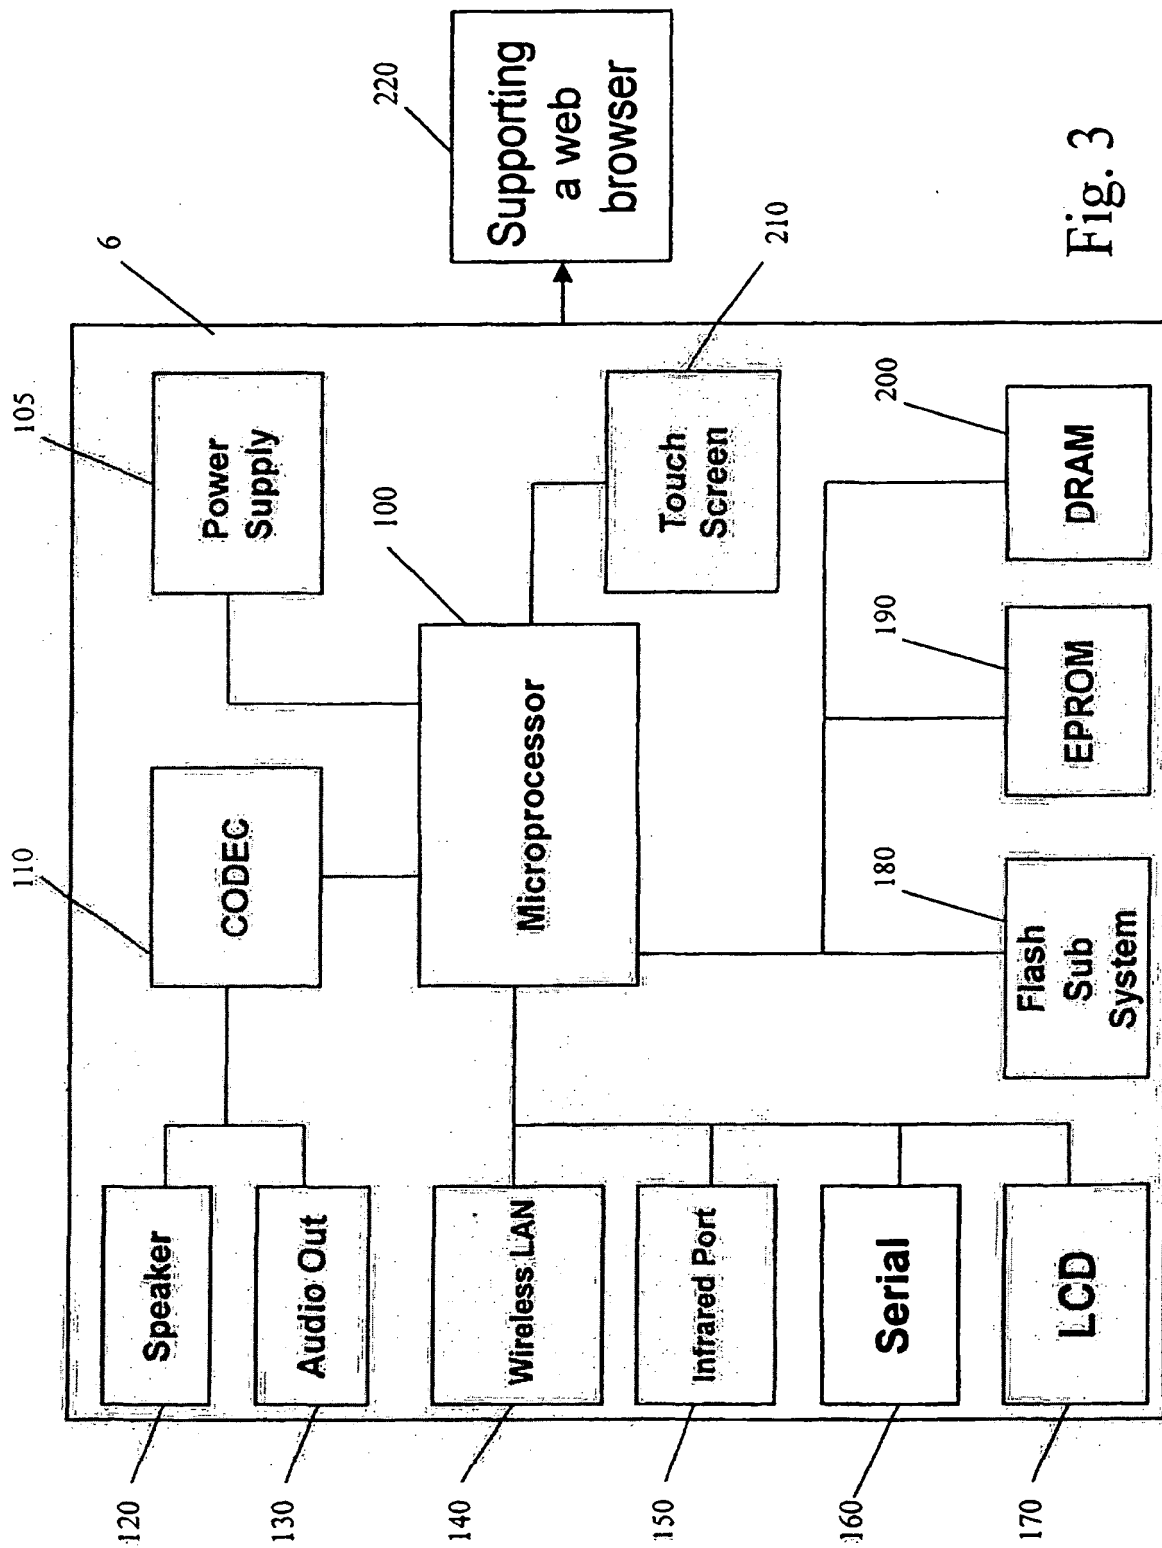 120
Speaker
130
Audio Out
140
Wireless LAN
150
Infrared Port
160
Serial
170
LCD
110
CODEC
105
Power
Supply
6
100
Microprocessor
210
Touch
Screen
180
Flash
Sub
System
190
EPROM
200
DRAM
220
Supporting
a web
browser
Fig. 3